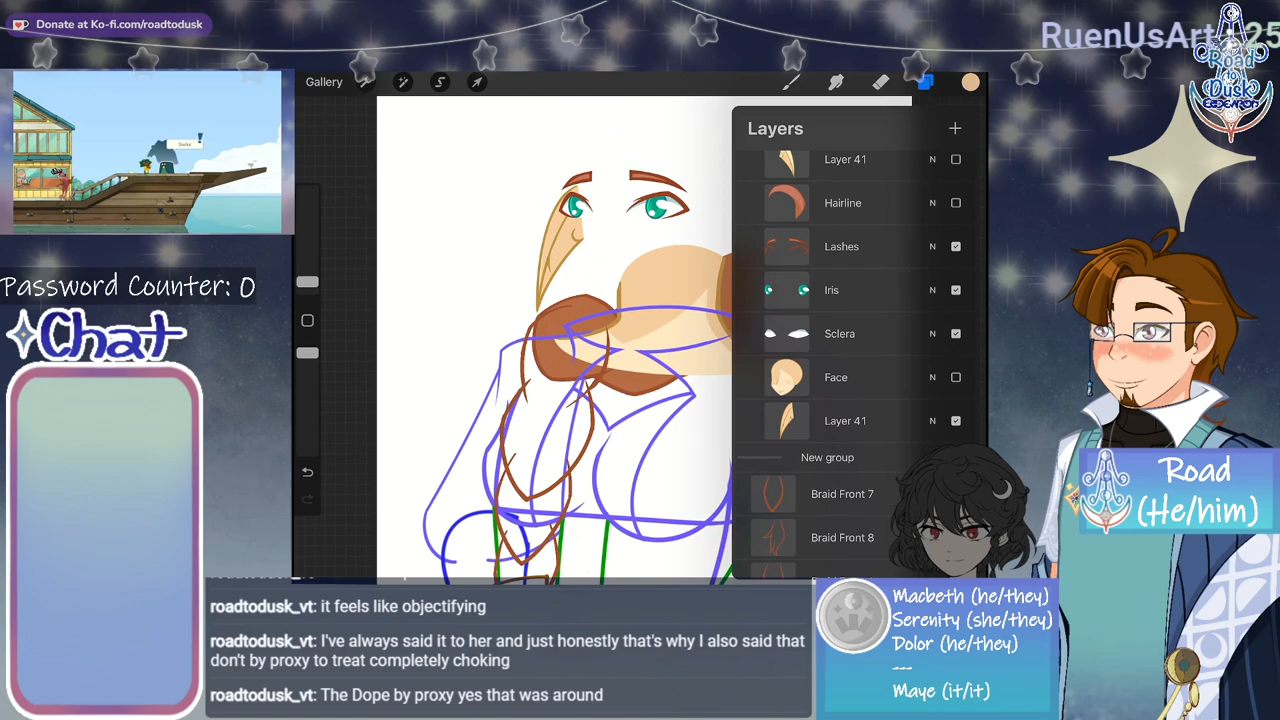 Donate at Ko-fi.com/roadtodusk
RuenUsArt
25
Road
to
Dusk
Gallery
Layers
Layer 41 N
Hairline N
Lashes N
Iris N
Sclera N
Face N
Layer 41 N
New group
Braid Front 7
Braid Front 8
Password Counter: 0
Chat
Road
(He/him)
roadtodusk_vt: it feels like objectifying
roadtodusk_vt: I've always said it to her and just honestly that's why I also said that
don't by proxy to treat completely choking
roadtodusk_vt: The Dope by proxy yes that was around
Macbeth (he/they)
Serenity (she/they)
Dolor (he/they)
---
Maye (it/it)